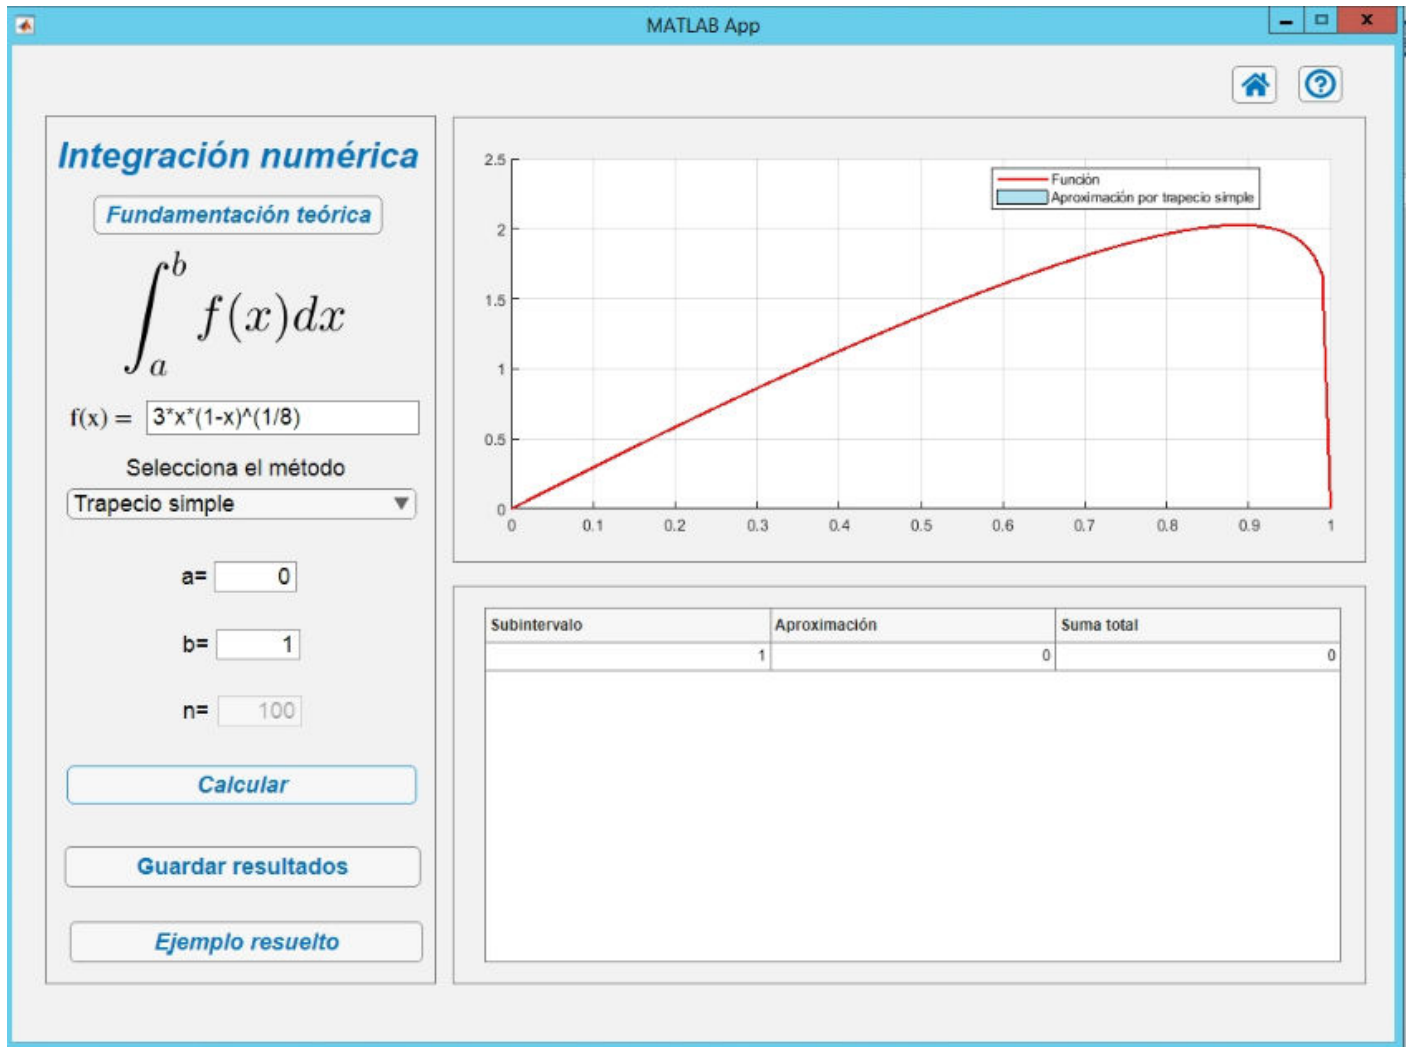 MATLAB App
Integración numérica
Fundamentación teórica
∫_a^b f(x)dx
f(x) = 3*x*(1-x)^(1/8)
Selecciona el método
Trapecio simple
a= 0
b= 1
n= 100
Calcular
Guardar resultados
Ejemplo resuelto
Función
Aproximación por trapecio simple
2.5
2
1.5
1
0.5
0
0 0.1 0.2 0.3 0.4 0.5 0.6 0.7 0.8 0.9 1
Subintervalo Aproximación Suma total
1 0 0